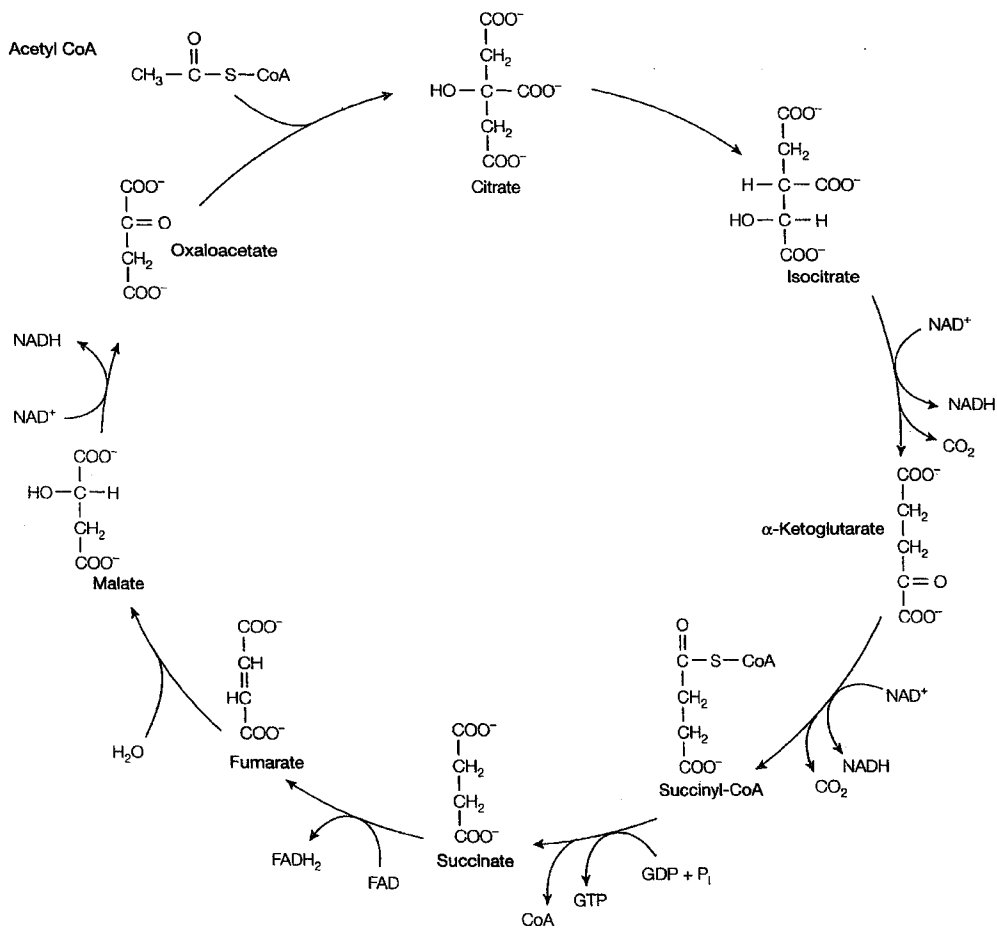 Acetyl CoA
O
CH₃—C—S—CoA
COO⁻
CH₂
HO—C—COO⁻
CH₂
COO⁻
Citrate
COO⁻
CH₂
H—C—COO⁻
HO—C—H
COO⁻
Isocitrate
NAD⁺
NADH
CO₂
COO⁻
CH₂
CH₂
C=O
COO⁻
α-Ketoglutarate
NAD⁺
NADH
CO₂
O
C—S—CoA
CH₂
CH₂
COO⁻
Succinyl-CoA
GDP + Pᵢ
GTP
CoA
COO⁻
CH₂
CH₂
COO⁻
Succinate
FAD
FADH₂
COO⁻
CH
HC
COO⁻
Fumarate
H₂O
COO⁻
HO—C—H
CH₂
COO⁻
Malate
NAD⁺
NADH
COO⁻
C=O
CH₂
COO⁻
Oxaloacetate